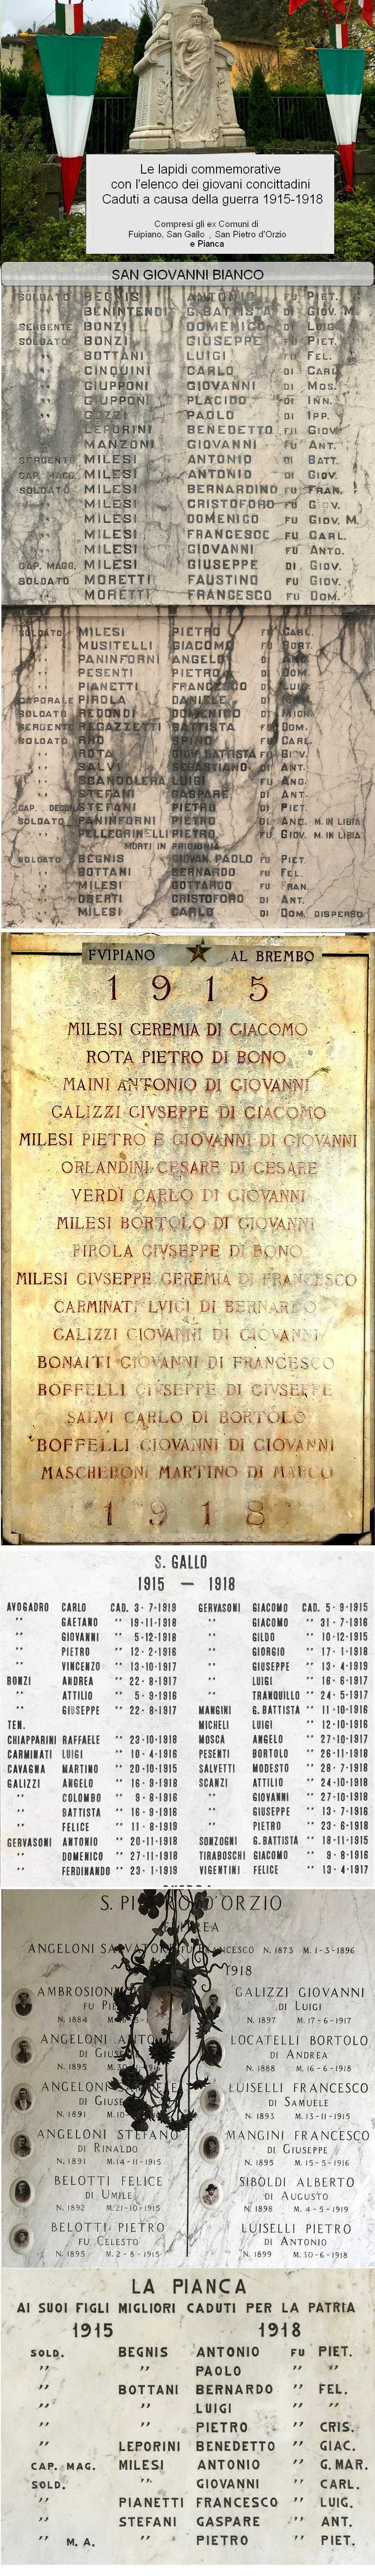 Le lapidi commemorative
con l'elenco dei giovani concittadini
Caduti a causa della guerra 1915-1918
Compresi gli ex Comuni di
Fuipiano, San Gallo , San Pietro d'Orzio
e Pianca
SAN GIOVANNI BIANCO
SOLDATO BEGNIS ANTONIO FU PIET.
" BENINTENDI G. BATTISTA DI GIOV. M.
SERGENTE BONZI DOMENICO DI LUIG.
SOLDATO BONZI GIUSEPPE FU PIET.
" BOTTANI LUIGI FU FEL.
" CINQUINI CARLO DI CARL.
" GIUPPONI GIOVANNI DI MOS.
" GIUPPONI PLACIDO DI INN.
" GOZZI PAOLO DI IPP.
" LEPORINI BENEDETTO FU GIOV.
" MANZONI GIOVANNI FU ANT.
SERGENTE MILESI ANTONIO DI BATT.
CAP. MAGG. MILESI ANTONIO DI GIOV.
SOLDATO MILESI BERNARDINO FU FRAN.
" MILESI CRISTOFORO FU GIOV.
" MILESI DOMENICO FU GIOV. M.
" MILESI FRANCESCO FU CARL.
" MILESI GIOVANNI FU ANTO.
CAP. MAGG. MILESI GIUSEPPE DI GIOV.
SOLDATO MORETTI FAUSTINO FU GIOV.
" MORETTI FRANCESCO FU DOM.
SOLDATO MILESI PIETRO FU CARL.
" MUSITELLI GIACOMO FU BORT.
" PANINFORNI ANGELO DI
" PESENTI PIETRO DI DOM.
" PIANETTI FRANCESCO DI LUIG.
CAPORALE PIROLA DANIELE DI
SOLDATO REDONDI DOMENICO DI MICH.
SERGENTE REGAZZETTI BATTISTA FU DOM.
SOLDATO RHO SPINO FU CARL.
" ROTA GIOV. BATTISTA FU GIOV.
" SALVI SEBASTIANO DI ANT.
" SCANDOLERA LUIGI FU ANG.
" STEFANI GASPARE DI ANT.
CAP. STEFANI PIETRO DI PIET.
SOLDATO PANINFORNI PIETRO DI ANG. M. IN LIBIA
" PELLEGRINELLI PIETRO FU GIOV. M. IN LIBIA
MORTI IN PRIGIONIA
SOLDATO BEGNIS GIOVAN. PAOLO FU PIET.
" BOTTANI BERNARDO FU FEL.
" MILESI GOTTARDO FU FRAN.
" OBERTI CRISTOFORO DI ANT.
" MILESI CARLO DI DOM. DISPERSO
FVIPIANO AL BREMBO
1915
MILESI GEREMIA DI GIACOMO
ROTA PIETRO DI BONO
MAINI ANTONIO DI GIOVANNI
GALIZZI GIVSEPPE DI GIACOMO
MILESI PIETRO E GIOVANNI DI GIOVANNI
ORLANDINI CESARE DI CESARE
VERDI CARLO DI GIOVANNI
MILESI BORTOLO DI GIOVANNI
PIROLA GIVSEPPE DI BONO
MILESI GIVSEPPE GEREMIA DI FRANCESCO
CARMINATI LVIGI DI BERNARDO
GALIZZI GIOVANNI DI GIOVANNI
BONAITI GIOVANNI DI FRANCESCO
BOFFELLI GIVSEPPE DI GIVSEPPE
SALVI CARLO DI BORTOLO
BOFFELLI GIOVANNI DI GIOVANNI
MASCHERONI MARTINO DI MARCO
1918
S. GALLO
1915 — 1918
AVOGADRO CARLO CAD. 3-7-1919
" GAETANO " 19-11-1918
" GIOVANNI " 5-12-1918
" PIETRO " 12-2-1916
" VINCENZO " 13-10-1917
BONZI ANDREA " 22-8-1917
" ATTILIO " 5-9-1916
" GIUSEPPE " 22-8-1917
TEN.
CHIAPPARINI RAFFAELE " 23-10-1918
CARMINATI LUIGI " 10-4-1916
CAVAGNA MARTINO " 20-10-1915
GALIZZI ANGELO " 16-9-1918
" COLOMBO " 9-8-1916
" BATTISTA " 16-9-1916
" FELICE " 11-8-1919
GERVASONI ANTONIO " 20-11-1918
" DOMENICO " 27-11-1918
" FERDINANDO " 23-1-1919
GERVASONI GIACOMO CAD. 5-9-1915
" GIACOMO " 31-7-1916
" GILDO " 10-12-1915
" GIORGIO " 17-1-1918
" GIUSEPPE " 13-4-1919
" LUIGI " 16-6-1917
" TRANQUILLO " 24-5-1917
MANGINI G. BATTISTA " 11-10-1916
MICHELI LUIGI " 12-10-1916
MOSCA ANGELO " 27-10-1917
PESENTI BORTOLO " 26-11-1918
SALVETTI MODESTO " 28-7-1918
SCANZI ATTILIO " 24-10-1918
" GIOVANNI " 27-10-1918
" GIUSEPPE " 13-7-1916
" PIETRO " 23-6-1918
SONZOGNI G. BATTISTA " 18-11-1915
TIRABOSCHI GIACOMO " 9-8-1916
VIGENTINI FELICE " 13-4-1917
S. PIETRO D'ORZIO
ANGELONI SALVATORE FU FRANCESCO N. 1873 M. 1-3-1896
1918
AMBROSIONI
FU
N. 1884
ANGELONI ANTONIO
DI GIUSEPPE
N. 1895
ANGELONI
DI GIUSEPPE
N. 1891
ANGELONI STEFANO
DI RINALDO
N. 1891 M. 14-11-1915
BELOTTI FELICE
DI UMILE
N. 1892 M. 21-10-1915
BELOTTI PIETRO
FU CELESTO
N. 1895 M. 2-8-1915
GALIZZI GIOVANNI
DI LUIGI
N. 1897 M. 17-6-1917
LOCATELLI BORTOLO
DI ANDREA
N. 1888 M. 16-6-1918
LUISELLI FRANCESCO
DI SAMUELE
N. 1893 M. 13-11-1915
MANGINI FRANCESCO
DI GIUSEPPE
N. 1895 M. 15-5-1916
SIBOLDI ALBERTO
DI AUGUSTO
N. 1898 M. 4-5-1919
LUISELLI PIETRO
DI ANTONIO
N. 1899 M. 30-6-1918
LA PIANCA
AI SUOI FIGLI MIGLIORI CADUTI PER LA PATRIA
1915 1918
SOLD. BEGNIS ANTONIO FU PIET.
" " PAOLO " "
" BOTTANI BERNARDO " FEL.
" " LUIGI " "
" " PIETRO " CRIS.
" LEPORINI BENEDETTO " GIAC.
CAP. MAG. MILESI ANTONIO " G. MAR.
SOLD. " GIOVANNI " CARL.
" PIANETTI FRANCESCO " LUIG.
" STEFANI GASPARE " ANT.
" M. A. " PIETRO " PIET.